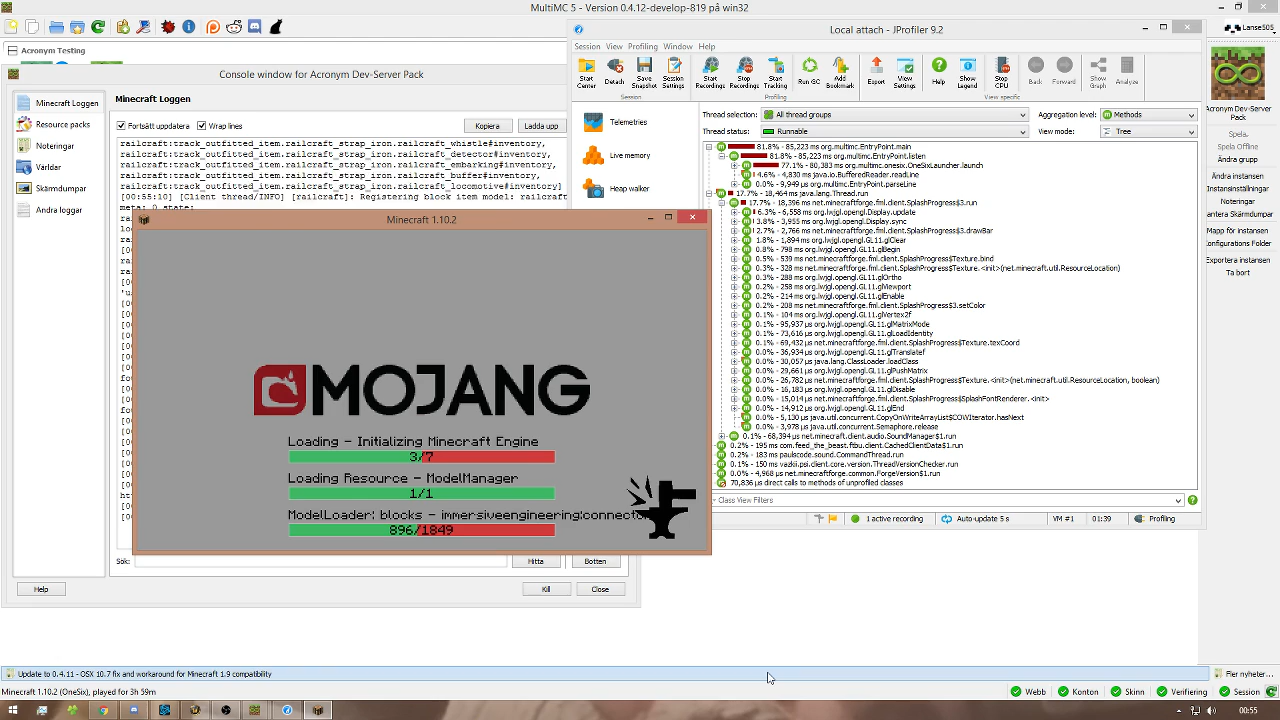 MultiMC 5 - Version 0.4.12-develop-819 på win32
Lanse505
Acronym Testing
Console window for Acronym Dev-Server Pack
Minecraft Loggen
Resource packs
Noteringar
Världar
Skärmdumpar
Andra loggar
Minecraft Loggen
Fortsätt uppdatera
Wrap lines
Kopiera
Ladda upp
railcraft:track_outfitted_item.railcraft_strap_iron.railcraft_whistle#inventory,
railcraft:track_outfitted_item.railcraft_strap_iron.railcraft_detector#inventory,
railcraft:track_outfitted_item.railcraft_strap_iron.railcraft_embarking#inventory,
railcraft:track_outfitted_item.railcraft_strap_iron.railcraft_buffer#inventory,
railcraft:track_outfitted_item.railcraft_strap_iron.railcraft_locomotive#inventory]
[00:55:10] [Client thread/INFO] [railcraft]: Registering block item model: railcraft
Sök:
Hitta
Botten
Help
Kill
Close
Minecraft 1.10.2
MOJANG
Loading - Initializing Minecraft Engine
3/7
Loading Resource - ModelManager
1/1
ModelLoader: blocks - immersiveengineering:connecto
896/1849
Local attach - JProfiler 9.2
Session View Profiling Window Help
Start Center
Detach
Save Snapshot
Session Settings
Start Recordings
Stop Recordings
Start Tracking
Run GC
Add Bookmark
Export
View Settings
Help
Show Legend
Stop CPU
Back
Forward
Show Graph
Analyze
Session
Profiling
View specific
Telemetries
Live memory
Heap walker
Thread selection: All thread groups
Aggregation level: Methods
Thread status: Runnable
View mode: Tree
81.8% - 85,223 ms org.multimc.EntryPoint.main
81.8% - 85,223 ms org.multimc.EntryPoint.listen
77.1% - 80,383 ms org.multimc.onesix.OneSixLauncher.launch
4.6% - 4,830 ms java.io.BufferedReader.readLine
0.0% - 9,949 µs org.multimc.EntryPoint.parseLine
17.7% - 18,464 ms java.lang.Thread.run
17.7% - 18,396 ms net.minecraftforge.fml.client.SplashProgress$3.run
6.3% - 6,558 ms org.lwjgl.opengl.Display.update
3.8% - 3,955 ms org.lwjgl.opengl.Display.sync
2.7% - 2,766 ms net.minecraftforge.fml.client.SplashProgress$3.drawBar
1.8% - 1,894 ms org.lwjgl.opengl.GL11.glClear
0.8% - 798 ms org.lwjgl.opengl.GL11.glBegin
0.5% - 539 ms net.minecraftforge.fml.client.SplashProgress$Texture.bind
0.3% - 328 ms net.minecraftforge.fml.client.SplashProgress$Texture.<init>(net.minecraft.util.ResourceLocation)
0.2% - 258 ms org.lwjgl.opengl.GL11.glOrtho
0.2% - 258 ms org.lwjgl.opengl.GL11.glViewport
0.2% - 214 ms org.lwjgl.opengl.GL11.glEnable
0.2% - 208 ms net.minecraftforge.fml.client.SplashProgress$3.setColor
0.1% - 104 ms org.lwjgl.opengl.GL11.glVertex2f
0.1% - 95,937 µs org.lwjgl.opengl.GL11.glMatrixMode
0.1% - 73,616 µs org.lwjgl.opengl.GL11.glLoadIdentity
0.1% - 69,432 µs net.minecraftforge.fml.client.SplashProgress$Texture.texCoord
0.0% - 36,934 µs org.lwjgl.opengl.GL11.glTranslatef
0.0% - 30,057 µs java.lang.ClassLoader.loadClass
0.0% - 29,661 µs org.lwjgl.opengl.GL11.glPushMatrix
0.0% - 26,782 µs net.minecraftforge.fml.client.SplashProgress$Texture.<init>(net.minecraft.util.ResourceLocation, boolean)
0.0% - 16,183 µs org.lwjgl.opengl.GL11.glDisable
0.0% - 15,014 µs net.minecraftforge.fml.client.SplashProgress$SplashFontRenderer.<init>
0.0% - 14,912 µs org.lwjgl.opengl.GL11.glEnd
0.0% - 5,130 µs java.util.concurrent.CopyOnWriteArrayList$COWIterator.hasNext
0.0% - 3,978 µs java.util.concurrent.Semaphore.release
0.1% - 68,394 µs net.minecraft.client.audio.SoundManager$1.run
0.2% - 195 ms com.feed_the_beast.ftbu.client.CachedClientData$1.run
0.2% - 183 ms paulscode.sound.CommandThread.run
0.1% - 150 ms vazkii.psi.client.core.version.ThreadVersionChecker.run
0.0% - 4,968 µs net.minecraftforge.common.ForgeVersion$1.run
70,836 µs direct calls to methods of unprofiled classes
Class View Filters
1 active recording
Auto-update 5 s
VM #1
01:39
Profiling
Acronym Dev-Server Pack
Spela.
Spela Offline
Ändra grupp
Ändra instansen
Instansinställningar
Noteringar
antera Skärmdumpar
Mapp för instansen
onfigurations Folder
Exportera instansen
Ta bort
Update to 0.4.11 - OSX 10.7 fix and workaround for Minecraft 1.9 compatibility
Fler nyheter...
Minecraft 1.10.2 (OneSix), played for 3h 59m
Webb
Konton
Skinn
Verifiering
Session
00:55